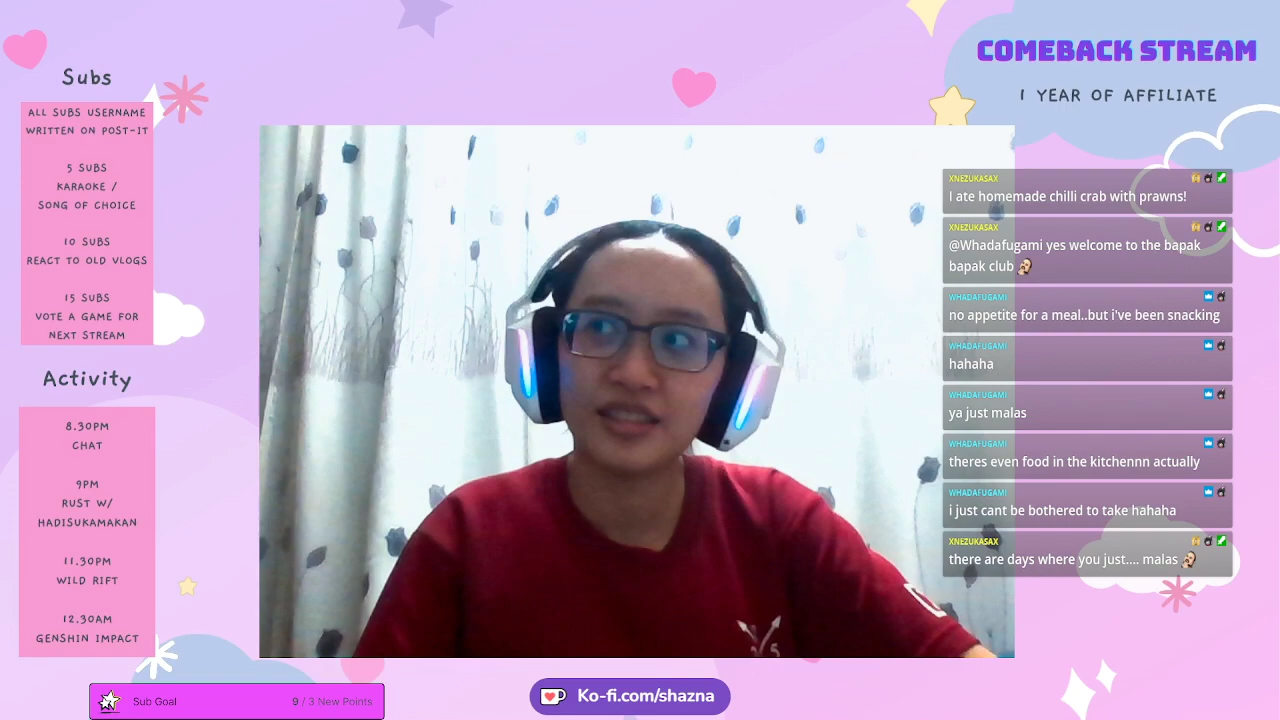 Subs
ALL SUBS USERNAME
WRITTEN ON POST-IT
5 SUBS
KARAOKE /
SONG OF CHOICE
10 SUBS
REACT TO OLD VLOGS
15 SUBS
VOTE A GAME FOR
NEXT STREAM
Activity
8.30PM
CHAT
9PM
RUST W/
HADISUKAMAKAN
11.30PM
WILD RIFT
12.30AM
GENSHIN IMPACT
Sub Goal
9 / 3 New Points
Ko-fi.com/shazna
COMEBACK STREAM
1 YEAR OF AFFILIATE
XNEZUKASAX
I ate homemade chilli crab with prawns!
XNEZUKASAX
@Whadafugami yes welcome to the bapak
bapak club
WHADAFUGAMI
no appetite for a meal..but i've been snacking
WHADAFUGAMI
hahaha
WHADAFUGAMI
ya just malas
WHADAFUGAMI
theres even food in the kitchennn actually
WHADAFUGAMI
i just cant be bothered to take hahaha
XNEZUKASAX
there are days where you just.... malas